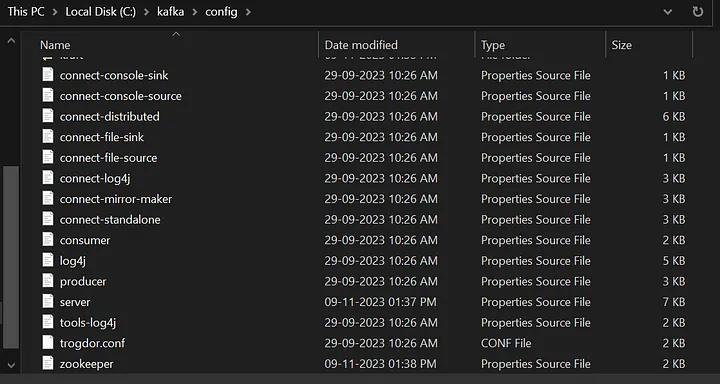 This PC > Local Disk (C:) > kafka > config >
Name Date modified Type Size
connect-console-sink 29-09-2023 10:26 AM Properties Source File 1 KB
connect-console-source 29-09-2023 10:26 AM Properties Source File 1 KB
connect-distributed 29-09-2023 10:26 AM Properties Source File 6 KB
connect-file-sink 29-09-2023 10:26 AM Properties Source File 1 KB
connect-file-source 29-09-2023 10:26 AM Properties Source File 1 KB
connect-log4j 29-09-2023 10:26 AM Properties Source File 3 KB
connect-mirror-maker 29-09-2023 10:26 AM Properties Source File 3 KB
connect-standalone 29-09-2023 10:26 AM Properties Source File 3 KB
consumer 29-09-2023 10:26 AM Properties Source File 2 KB
log4j 29-09-2023 10:26 AM Properties Source File 5 KB
producer 29-09-2023 10:26 AM Properties Source File 3 KB
server 09-11-2023 01:37 PM Properties Source File 7 KB
tools-log4j 29-09-2023 10:26 AM Properties Source File 2 KB
trogdor.conf 29-09-2023 10:26 AM CONF File 2 KB
zookeeper 09-11-2023 01:38 PM Properties Source File 2 KB